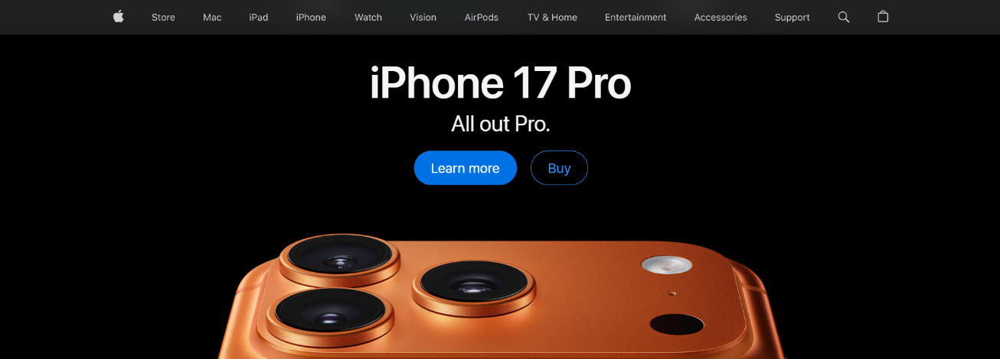 Store Mac iPad iPhone Watch Vision AirPods TV & Home Entertainment Accessories Support
iPhone 17 Pro
All out Pro.
Learn more Buy